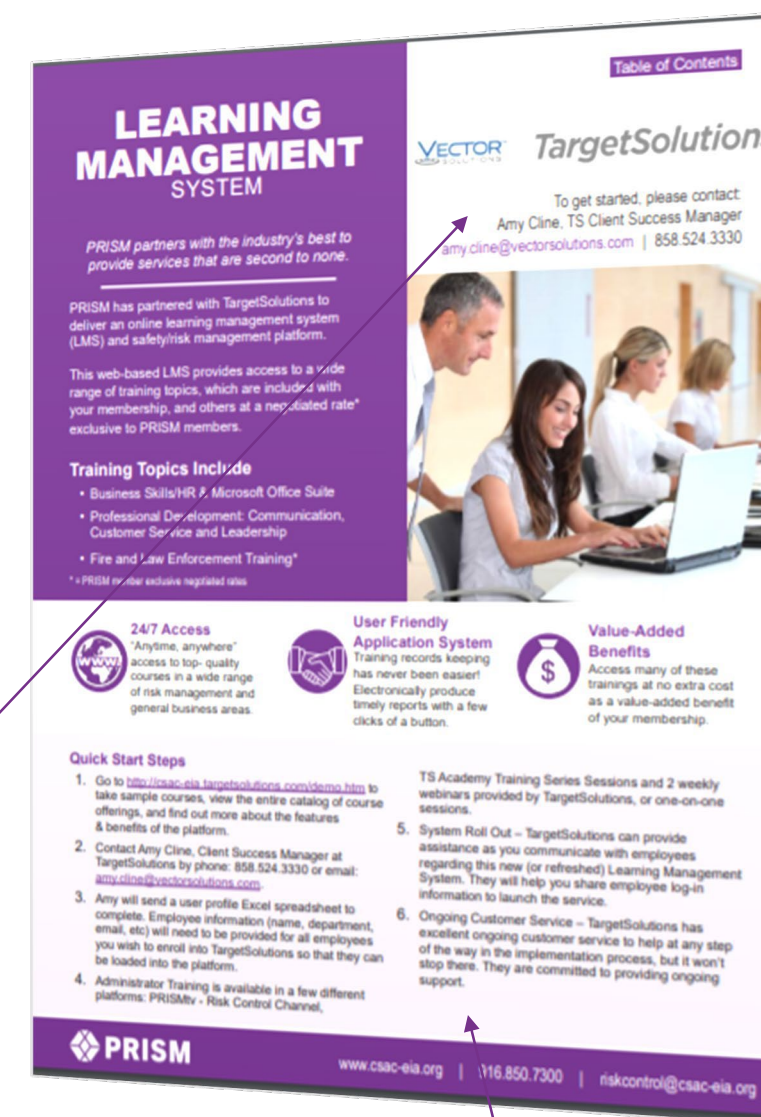 LEARNING
MANAGEMENT
SYSTEM
PRISM partners with the industry's best to
provide services that are second to none.
PRISM has partnered with TargetSolutions to
deliver an online learning management system
(LMS) and safety/risk management platform.
This web-based LMS provides access to a wide
range of training topics, which are included with
your membership, and others at a negotiated rate*
exclusive to PRISM members.
Training Topics Include
• Business Skills/HR & Microsoft Office Suite
• Professional Development: Communication,
Customer Service and Leadership
• Fire and Law Enforcement Training*
* = PRISM member exclusive negotiated rates
Table of Contents
VECTOR
SOLUTIONS
TargetSolutions
To get started, please contact:
Amy Cline, TS Client Success Manager
amy.cline@vectorsolutions.com | 858.524.3330
24/7 Access
"Anytime, anywhere"
access to top- quality
courses in a wide range
of risk management and
general business areas.
www.
User Friendly
Application System
Training records keeping
has never been easier!
Electronically produce
timely reports with a few
clicks of a button.
$
Value-Added
Benefits
Access many of these
trainings at no extra cost
as a value-added benefit
of your membership.
Quick Start Steps
1. Go to http://csac-eia.targetsolutions.com/demo.htm to
take sample courses, view the entire catalog of course
offerings, and find out more about the features
& benefits of the platform.
2. Contact Amy Cline, Client Success Manager at
TargetSolutions by phone: 858.524.3330 or email:
amy.cline@vectorsolutions.com.
3. Amy will send a user profile Excel spreadsheet to
complete. Employee information (name, department,
email, etc) will need to be provided for all employees
you wish to enroll into TargetSolutions so that they can
be loaded into the platform.
4. Administrator Training is available in a few different
platforms: PRISMtv - Risk Control Channel,
TS Academy Training Series Sessions and 2 weekly
webinars provided by TargetSolutions, or one-on-one
sessions.
5. System Roll Out – TargetSolutions can provide
assistance as you communicate with employees
regarding this new (or refreshed) Learning Management
System. They will help you share employee log-in
information to launch the service.
6. Ongoing Customer Service – TargetSolutions has
excellent ongoing customer service to help at any step
of the way in the implementation process, but it won't
stop there. They are committed to providing ongoing
support.
PRISM
www.csac-eia.org | 916.850.7300 | riskcontrol@csac-eia.org